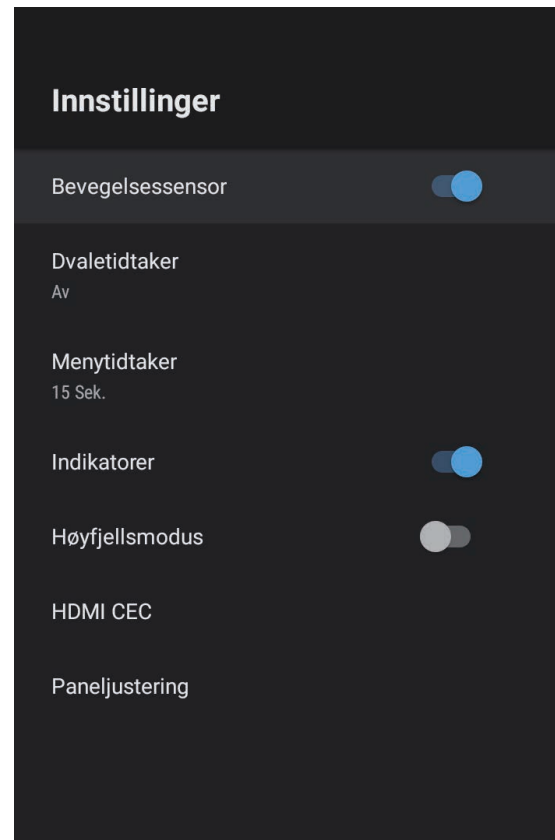 Innstillinger
Bevegelsessensor
Dvaletidtaker
Av
Menytidtaker
15 Sek.
Indikatorer
Høyfjellsmodus
HDMI CEC
Paneljustering